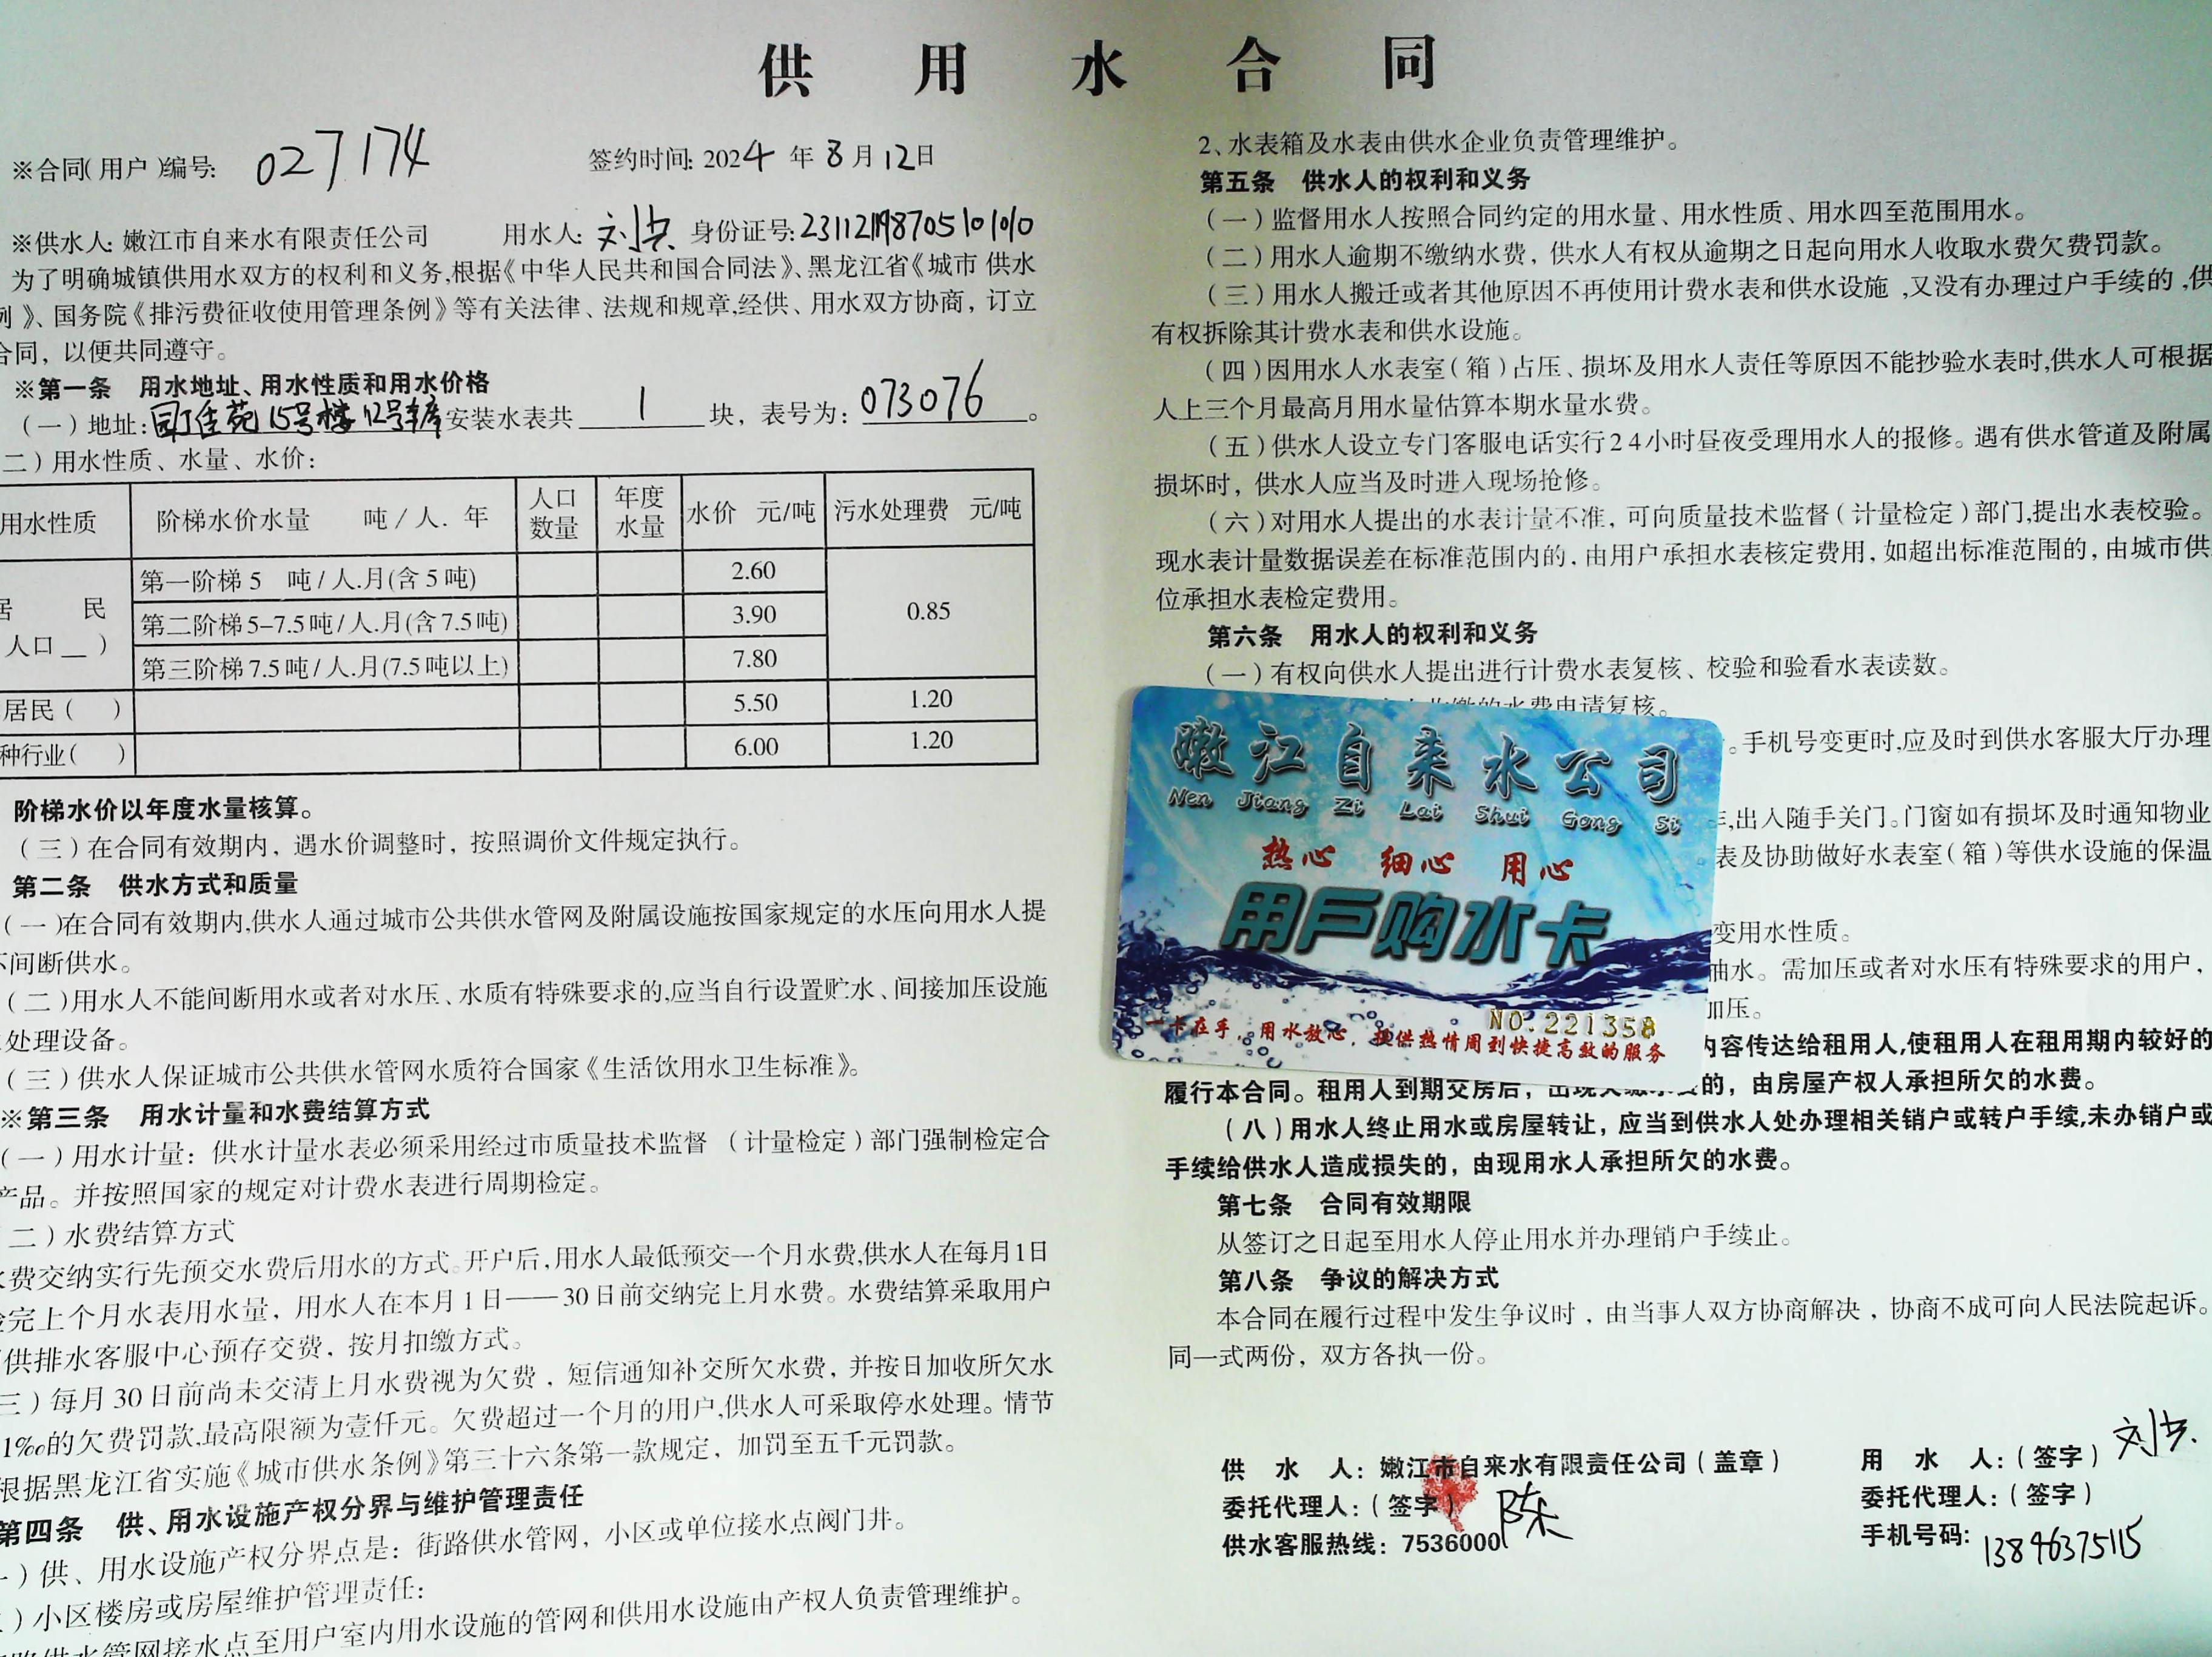 供用水合同
※合同(用户)编号: 027174 签约时间: 2024年8月12日
※供水人: 嫩江市自来水有限责任公司 用水人: 刘 身份证号: 231121198705101010
为了明确城镇供用水双方的权利和义务,根据《中华人民共和国合同法》、黑龙江省《城市 供水
例》、国务院《排污费征收使用管理条例》等有关法律、法规和规章,经供、用水双方协商，订立
合同，以便共同遵守。
※第一条 用水地址、用水性质和用水价格
（一）地址: 园丁佳苑15号楼12号车库 安装水表共 1 块，表号为: 073076。
二）用水性质、水量、水价:
用水性质 阶梯水价水量 吨/人. 年 人口数量 年度水量 水价 元/吨 污水处理费 元/吨
居 民
人口__ )
第一阶梯 5 吨/人.月(含5吨) 2.60 0.85
第二阶梯5–7.5吨/人.月(含7.5吨) 3.90
第三阶梯7.5吨/人.月(7.5吨以上) 7.80
居民( ) 5.50 1.20
种行业( ) 6.00 1.20
阶梯水价以年度水量核算。
（三）在合同有效期内，遇水价调整时，按照调价文件规定执行。
第二条 供水方式和质量
（一)在合同有效期内,供水人通过城市公共供水管网及附属设施按国家规定的水压向用水人提
不间断供水。
（二)用水人不能间断用水或者对水压、水质有特殊要求的,应当自行设置贮水、间接加压设施
处理设备。
（三）供水人保证城市公共供水管网水质符合国家《生活饮用水卫生标准》。
※第三条 用水计量和水费结算方式
（一）用水计量: 供水计量水表必须采用经过市质量技术监督 （计量检定）部门强制检定合
产品。并按照国家的规定对计费水表进行周期检定。
二）水费结算方式
水费交纳实行先预交水费后用水的方式。开户后,用水人最低预交一个月水费,供水人在每月1日
完上个月水表用水量，用水人在本月1日——30日前交纳完上月水费。水费结算采取用户
供排水客服中心预存交费，按月扣缴方式。
三）每月30日前尚未交清上月水费视为欠费，短信通知补交所欠水费，并按日加收所欠水
1‰的欠费罚款,最高限额为壹仟元。欠费超过一个月的用户,供水人可采取停水处理。情节
根据黑龙江省实施《城市供水条例》第三十六条第一款规定，加罚至五千元罚款。
第四条 供、用水设施产权分界与维护管理责任
）供、用水设施产权分界点是: 街路供水管网，小区或单位接水点阀门井。
）小区楼房或房屋维护管理责任:
供水管网接水点至用户室内用水设施的管网和供用水设施由产权人负责管理维护。
2、水表箱及水表由供水企业负责管理维护。
第五条 供水人的权利和义务
（一）监督用水人按照合同约定的用水量、用水性质、用水四至范围用水。
（二）用水人逾期不缴纳水费，供水人有权从逾期之日起向用水人收取水费欠费罚款。
（三）用水人搬迁或者其他原因不再使用计费水表和供水设施,又没有办理过户手续的,供
有权拆除其计费水表和供水设施。
（四）因用水人水表室(箱)占压、损坏及用水人责任等原因不能抄验水表时,供水人可根据
人上三个月最高月用水量估算本期水量水费。
（五）供水人设立专门客服电话实行24小时昼夜受理用水人的报修。遇有供水管道及附属
损坏时，供水人应当及时进入现场抢修。
（六）对用水人提出的水表计量不准，可向质量技术监督(计量检定)部门,提出水表校验。
现水表计量数据误差在标准范围内的，由用户承担水表核定费用，如超出标准范围的，由城市供
位承担水表检定费用。
第六条 用水人的权利和义务
（一）有权向供水人提出进行计费水表复核、校验和验看水表读数。
的水费申请复核。
。手机号变更时,应及时到供水客服大厅办理
,出入随手关门。门窗如有损坏及时通知物业
表及协助做好水表室(箱)等供水设施的保温
变用水性质。
抽水。需加压或者对水压有特殊要求的用户，
加压。
内容传达给租用人,使租用人在租用期内较好的
履行本合同。租用人到期交房后，出现欠缴水费的，由房屋产权人承担所欠的水费。
（八）用水人终止用水或房屋转让，应当到供水人处办理相关销户或转户手续,未办销户或
手续给供水人造成损失的，由现用水人承担所欠的水费。
第七条 合同有效期限
从签订之日起至用水人停止用水并办理销户手续止。
第八条 争议的解决方式
本合同在履行过程中发生争议时，由当事人双方协商解决，协商不成可向人民法院起诉。
同一式两份，双方各执一份。
供 水 人: 嫩江市自来水有限责任公司（盖章） 用 水 人:（签字）刘
委托代理人:（签字）陈 委托代理人:（签字）
供水客服热线: 7536000 手机号码: 13846375115
嫩江自来水公司
Nen Jiang Zi Lai Shui Gong Si
热心 细心 用心
用户购水卡
NO.221358
一卡在手，用水放心，提供热情周到快捷高效的服务